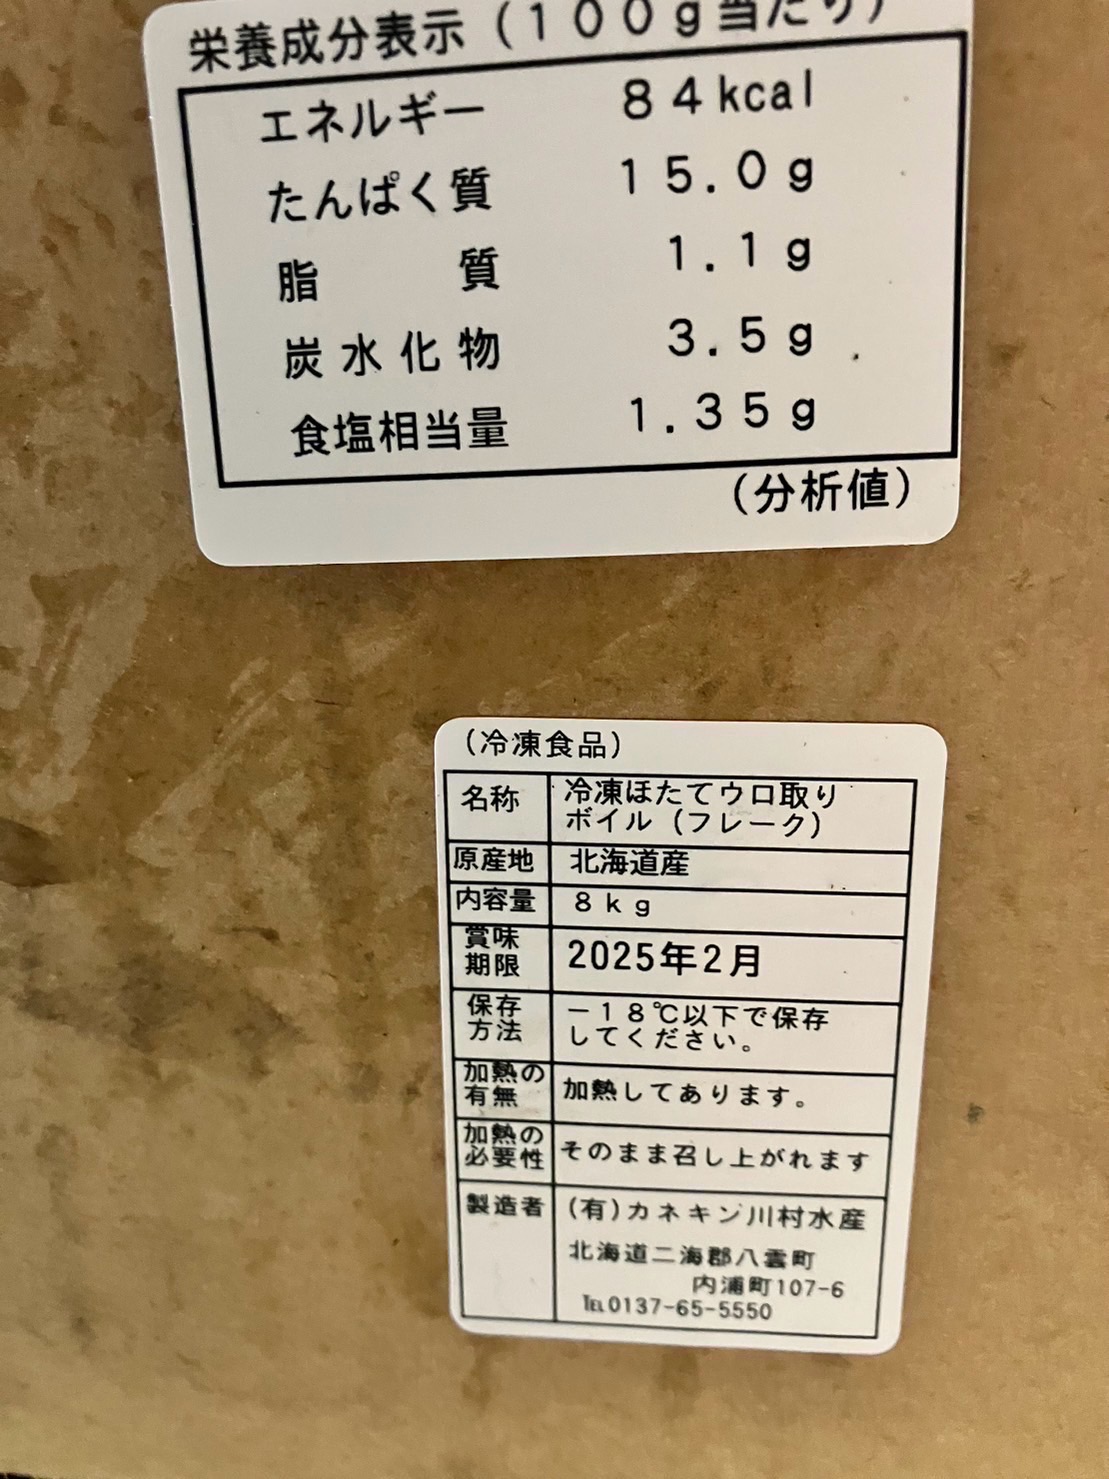 栄養成分表示(100g当たり)
エネルギー 84kcal
たんぱく質 15.0g
脂質 1.1g
炭水化物 3.5g
食塩相当量 1.35g
(分析値)
(冷凍食品)
名称 冷凍ほたてウロ取り
ボイル(フレーク)
原産地 北海道産
内容量 8kg
賞味
期限 2025年2月
保存
方法 -18℃以下で保存
してください。
加熱の
有無 加熱してあります。
加熱の
必要性 そのまま召し上がれます
製造者 (有)カネキン川村水産
北海道二海郡八雲町
内浦町107-6
TEL0137-65-5550